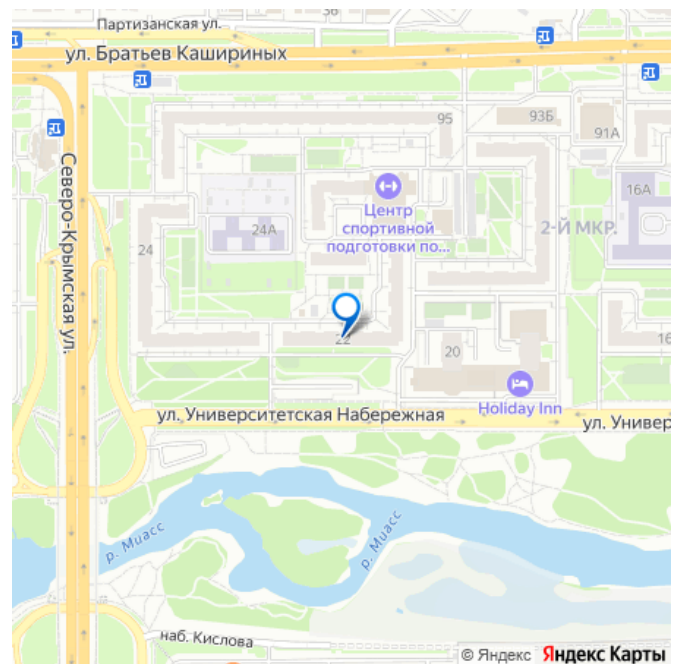 36
Партизанская ул.
ул. Братьев Кашириных
95
93Б
91А
Северо-Крымская ул.
16А
Центр
спортивной
подготовки по...
24А
2-Й МКР.
24
22
20
16
Holiday Inn
ул. Университетская Набережная
ул. Универ
р. Миасс
р. Миасс
наб. Кислова
© Яндекс Яндекс Карты